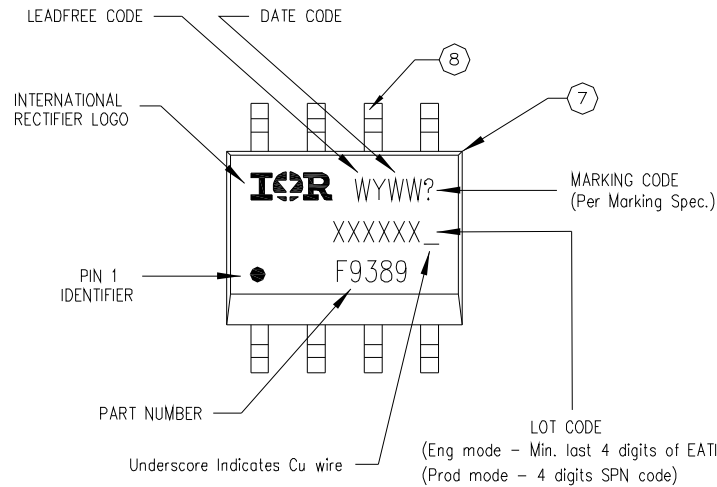 LEADFREE CODE
DATE CODE
8
7
INTERNATIONAL
RECTIFIER LOGO
IOR WYWW?
MARKING CODE
(Per Marking Spec.)
XXXXXX_
F9389
PIN 1
IDENTIFIER
PART NUMBER
Underscore Indicates Cu wire
LOT CODE
(Eng mode - Min. last 4 digits of EATI
(Prod mode - 4 digits SPN code)